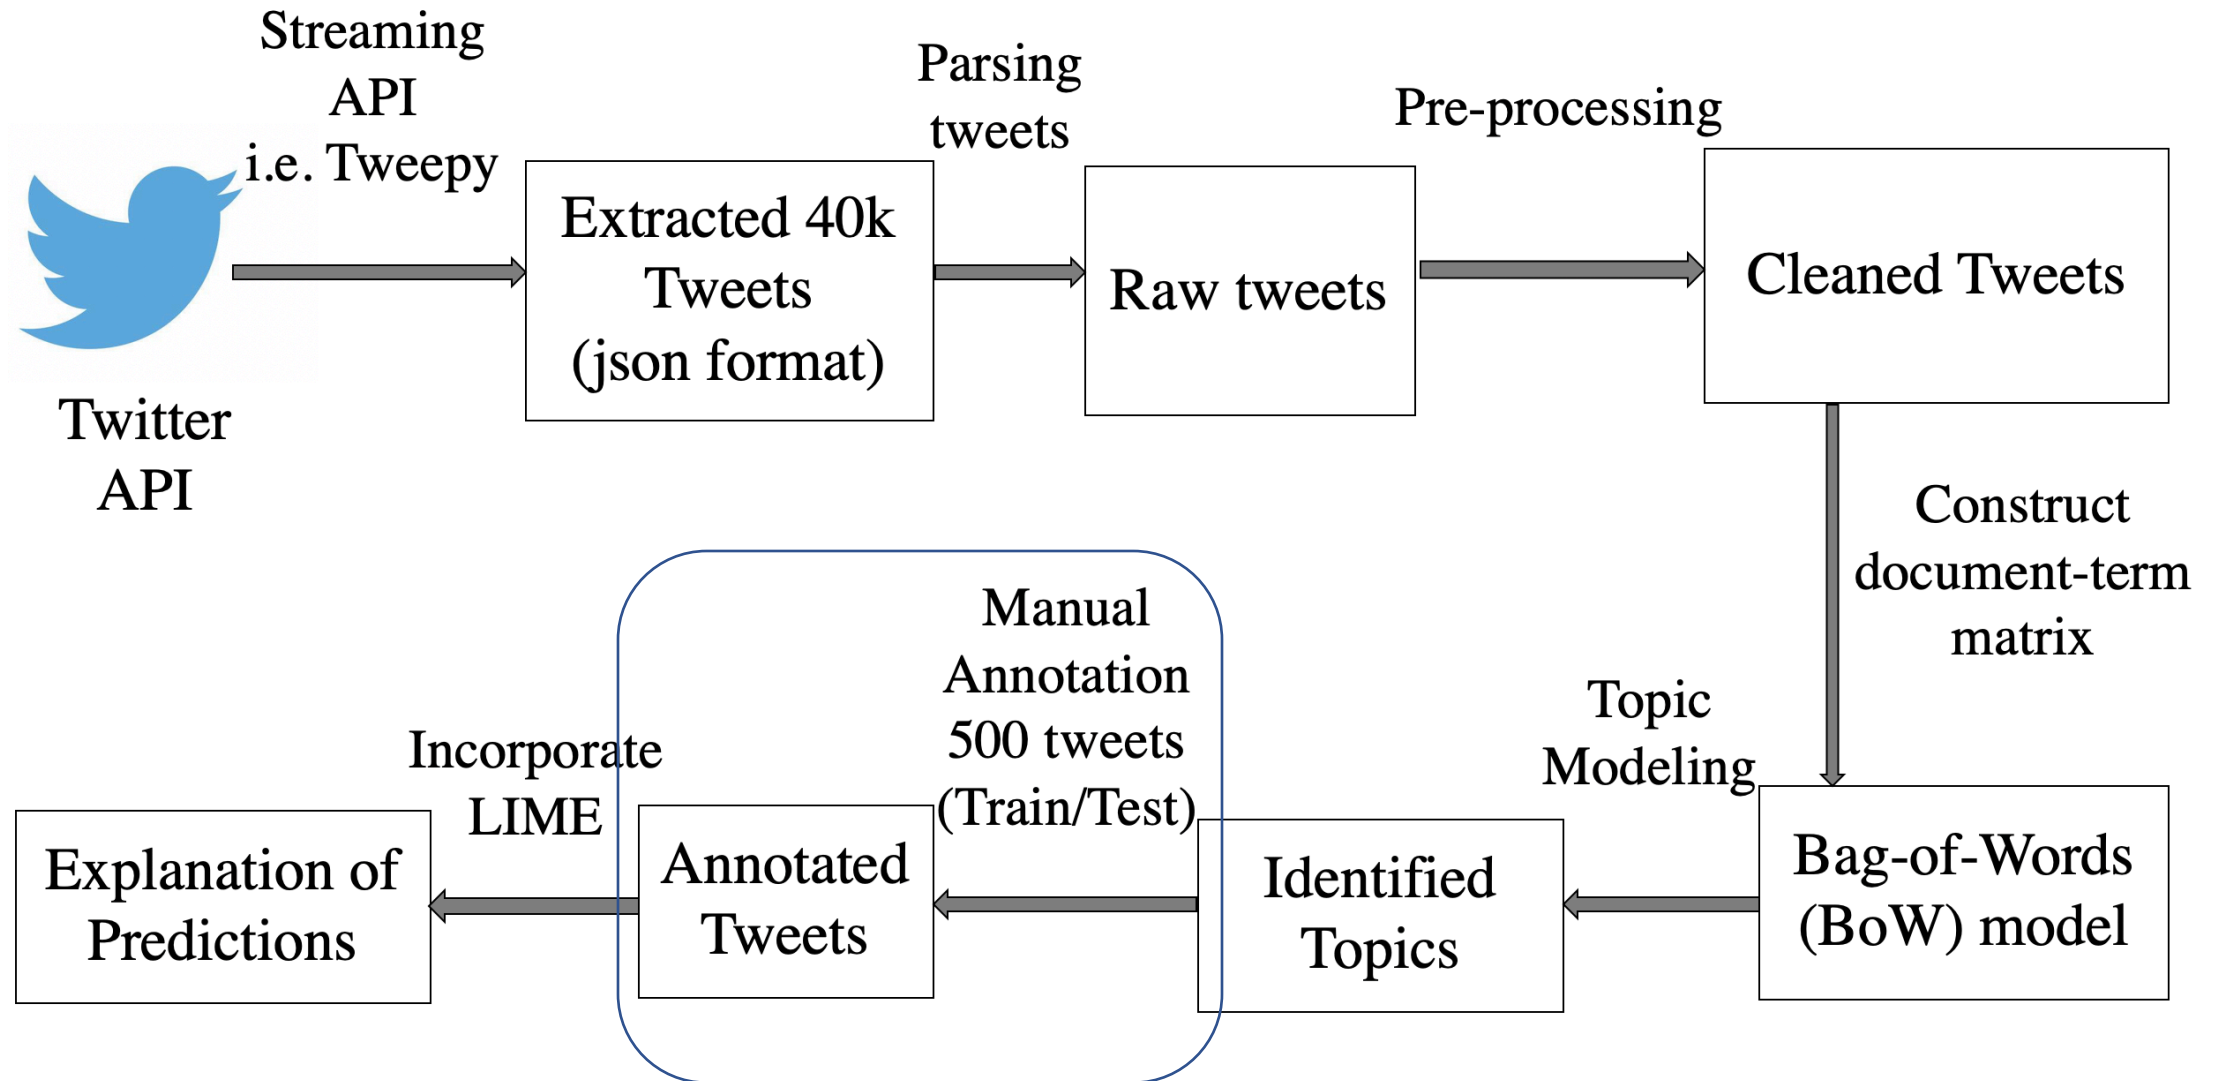 Streaming
API
i.e. Tweepy
Twitter
API
Extracted 40k
Tweets
(json format)
Parsing
tweets
Raw tweets
Pre-processing
Cleaned Tweets
Construct
document-term
matrix
Bag-of-Words
(BoW) model
Topic
Modeling
Identified
Topics
Manual
Annotation
500 tweets
(Train/Test)
Annotated
Tweets
Incorporate
LIME
Explanation of
Predictions